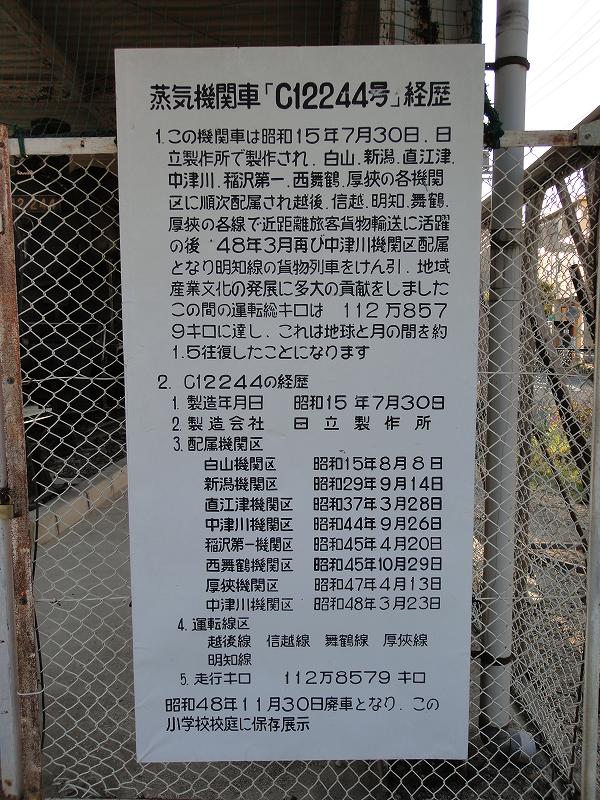 蒸気機関車「C12244号」経歴
1.この機関車は昭和15年7月30日、日
立製作所で製作され、白山、新潟、直江津、
中津川、稲沢第一、西舞鶴、厚狭の各機関
区に順次配属され越後、信越、明知、舞鶴、
厚狭の各線で近距離旅客貨物輸送に活躍
の後 '48年3月再び中津川機関区配属
となり明知線の貨物列車をけん引、地域
産業文化の発展に多大の貢献をしました
この間の運転総キロは 112万857
9キロに達し、これは地球と月の間を約
1.5往復したことになります
2. C12244の経歴
1. 製造年月日 昭和15年7月30日
2. 製造会社 日立製作所
3. 配属機関区
白山機関区 昭和15年8月8日
新潟機関区 昭和29年9月14日
直江津機関区 昭和37年3月28日
中津川機関区 昭和44年9月26日
稲沢第一機関区 昭和45年4月20日
西舞鶴機関区 昭和45年10月29日
厚狭機関区 昭和47年4月13日
中津川機関区 昭和48年3月23日
4. 運転線区
越後線 信越線 舞鶴線 厚狭線
明知線
5. 走行キロ 112万8579キロ
昭和48年11月30日廃車となり、この
小学校校庭に保存展示